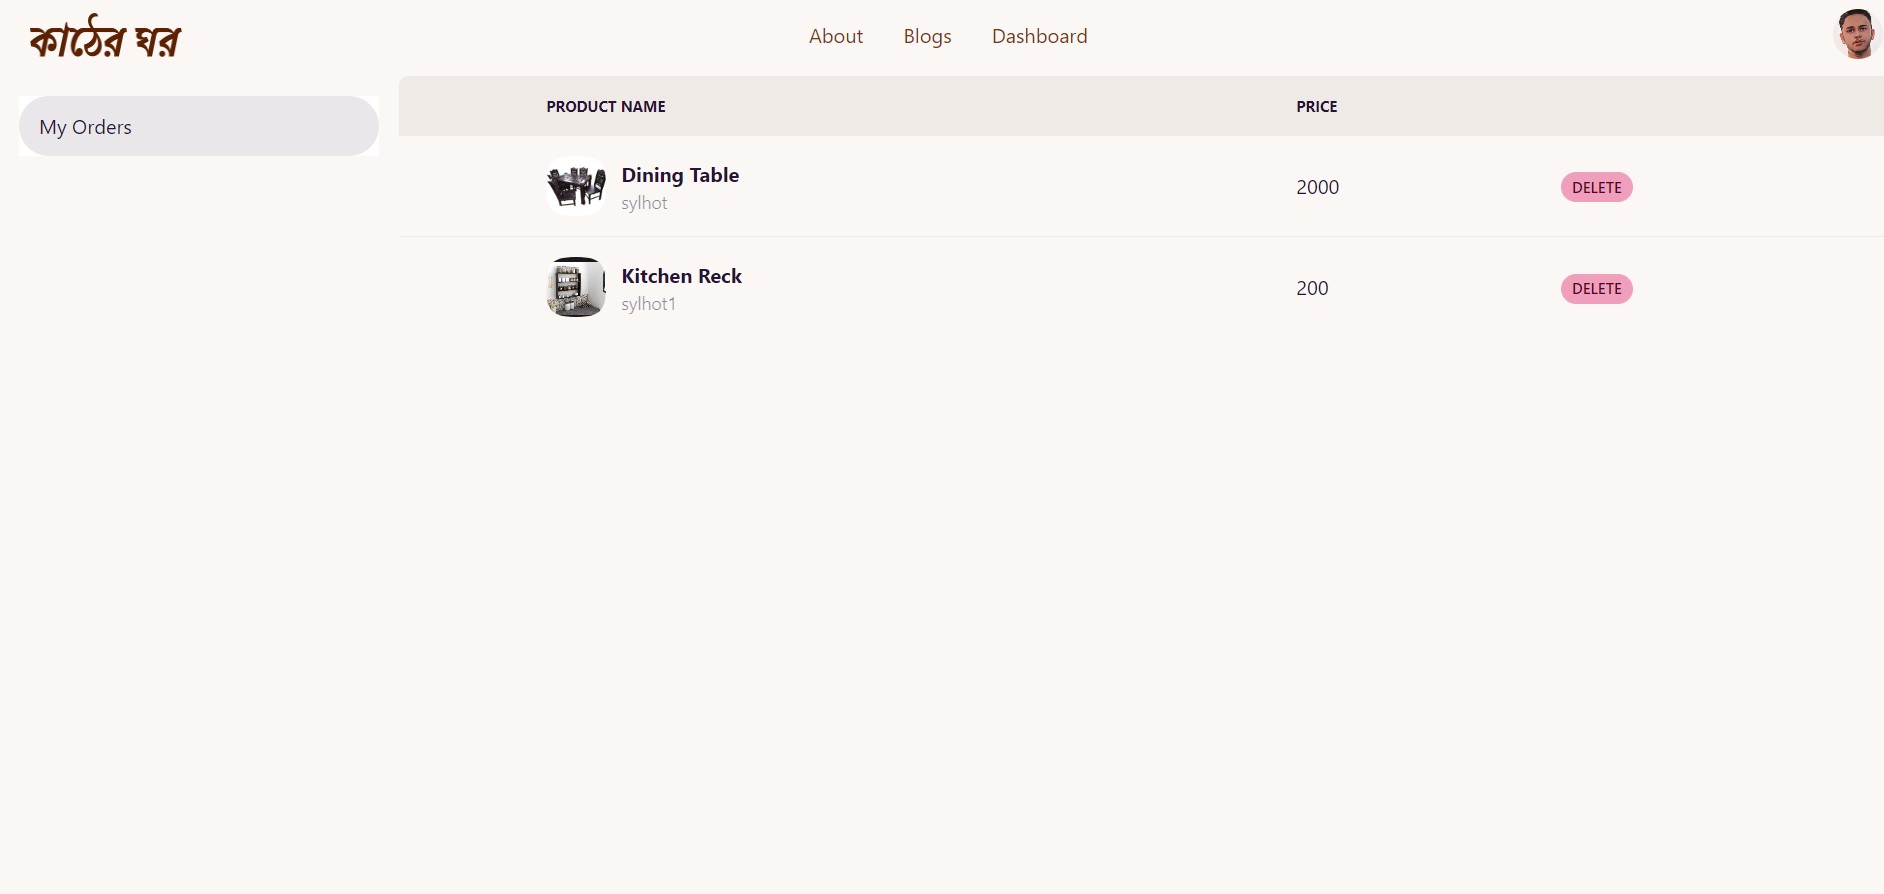 কাঠের ঘর
About Blogs Dashboard
My Orders
PRODUCT NAME PRICE
Dining Table
sylhot
2000
DELETE
Kitchen Reck
sylhot1
200
DELETE